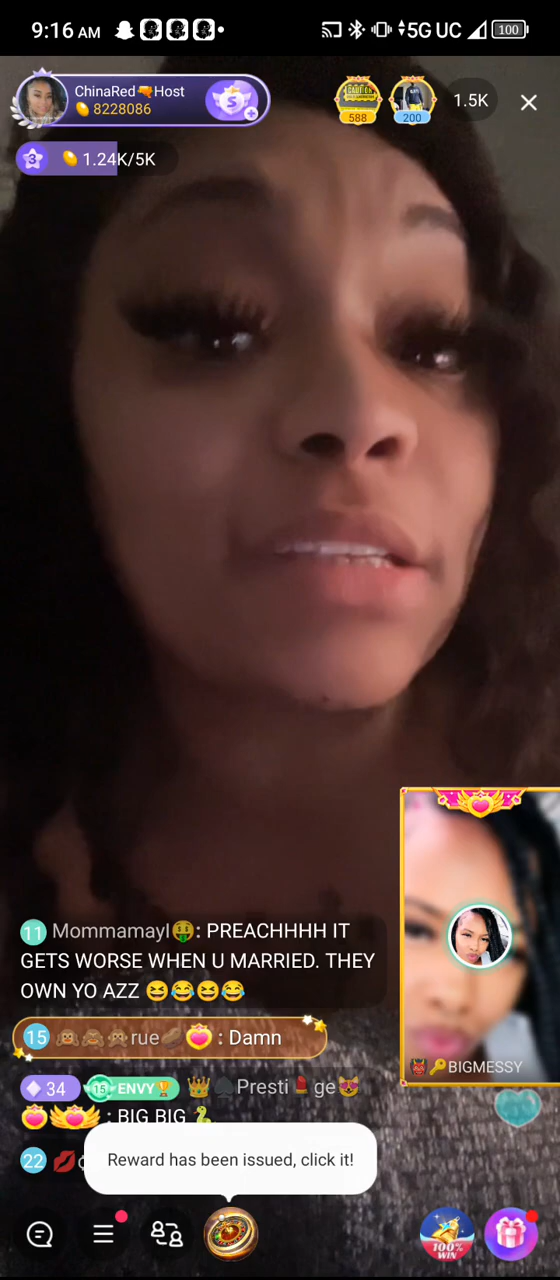 9:16 AM
5G UC
100
ChinaRed🔫Host
8228086
S
588
200
1.5K
3
1.24K/5K
11 Mommamayl🤑: PREACHHHH IT
GETS WORSE WHEN U MARRIED. THEY
OWN YO AZZ 😆😂😆😂
15 🙊🙈🙊rue : Damn
34 15 ENVY🏆 👑♠️Presti💄ge😻
: BIG BIG 🐍
22 💋
👹🔑BIGMESSY
Reward has been issued, click it!
100%
WIN